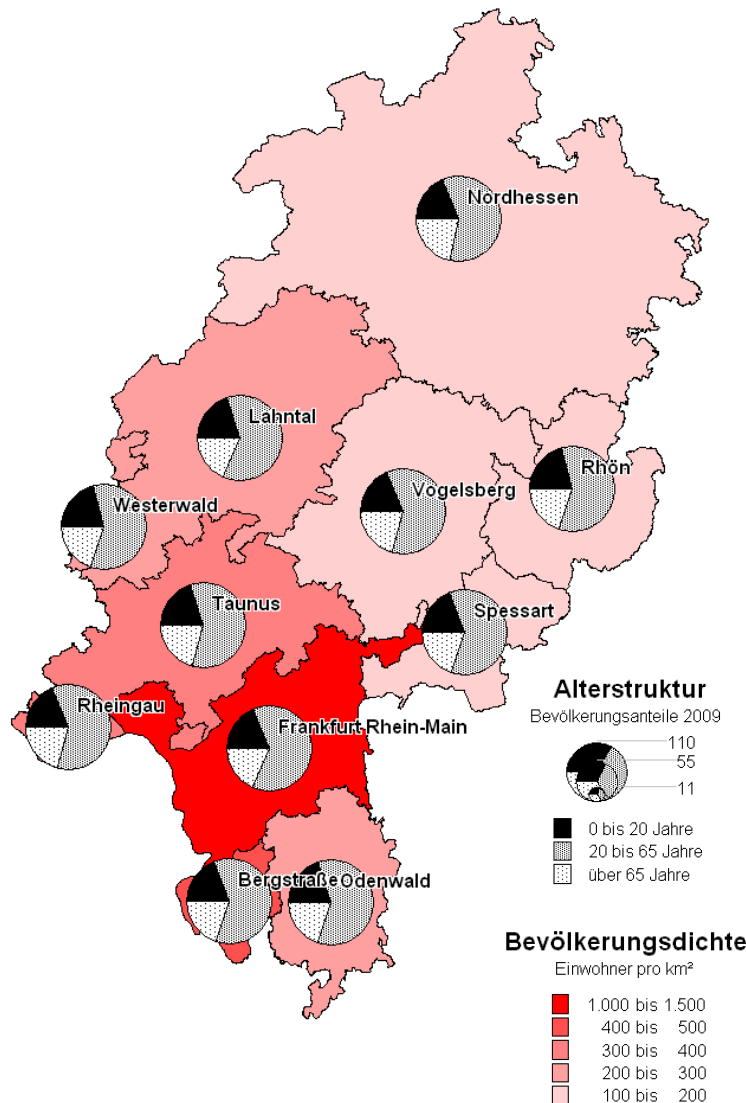 Nordhessen
Lahntal
Rhön
Vogelsberg
Westerwald
Taunus
Spessart
Rheingau
Frankfurt-Rhein-Main
Bergstraße
Odenwald
Alterstruktur
Bevölkerungsanteile 2009
110
55
11
0 bis 20 Jahre
20 bis 65 Jahre
über 65 Jahre
Bevölkerungsdichte
Einwohner pro km²
1.000 bis 1.500
400 bis 500
300 bis 400
200 bis 300
100 bis 200